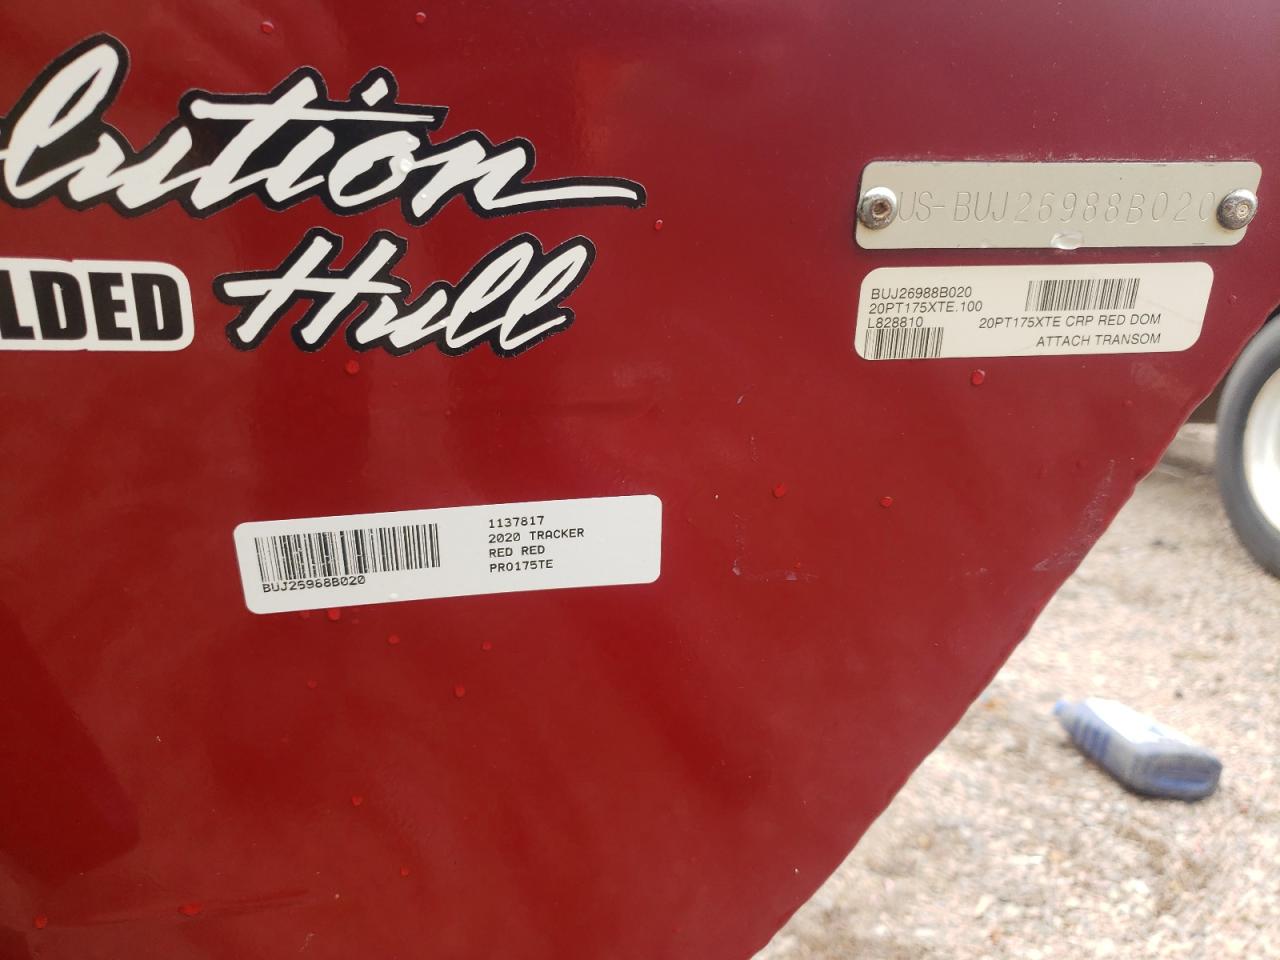 lution
LDED Hull
US-BUJ26988B020
BUJ26988B020
20PT175XTE.100
L828810 20PT175XTE CRP RED DOM
ATTACH TRANSOM
1137817
2020 TRACKER
RED RED
PRO175TE
BUJ25968B020